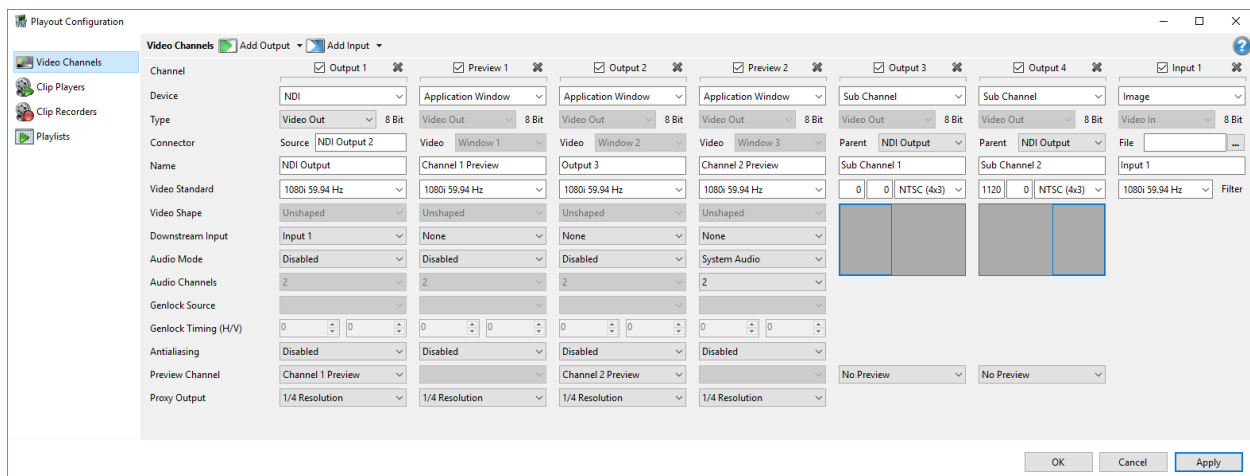 Playout Configuration
Video Channels Add Output Add Input
Video Channels
Clip Players
Clip Recorders
Playlists
Channel Output 1 Preview 1 Output 2 Preview 2 Output 3 Output 4 Input 1
Device NDI Application Window Application Window Application Window Sub Channel Sub Channel Image
Type Video Out 8 Bit Video Out 8 Bit Video Out 8 Bit Video Out 8 Bit Video Out 8 Bit Video Out 8 Bit Video In 8 Bit
Connector Source NDI Output 2 Video Window 1 Video Window 2 Video Window 3 Parent NDI Output Parent NDI Output File ...
Name NDI Output Channel 1 Preview Output 3 Channel 2 Preview Sub Channel 1 Sub Channel 2 Input 1
Video Standard 1080i 59.94 Hz 1080i 59.94 Hz 1080i 59.94 Hz 1080i 59.94 Hz 0 0 NTSC (4x3) 1120 0 NTSC (4x3) 1080i 59.94 Hz Filter
Video Shape Unshaped Unshaped Unshaped Unshaped
Downstream Input Input 1 None None None
Audio Mode Disabled Disabled Disabled System Audio
Audio Channels 2 2 2 2
Genlock Source
Genlock Timing (H/V) 0 0 0 0 0 0 0 0
Antialiasing Disabled Disabled Disabled Disabled
Preview Channel Channel 1 Preview Channel 2 Preview No Preview No Preview
Proxy Output 1/4 Resolution 1/4 Resolution 1/4 Resolution 1/4 Resolution
OK Cancel Apply